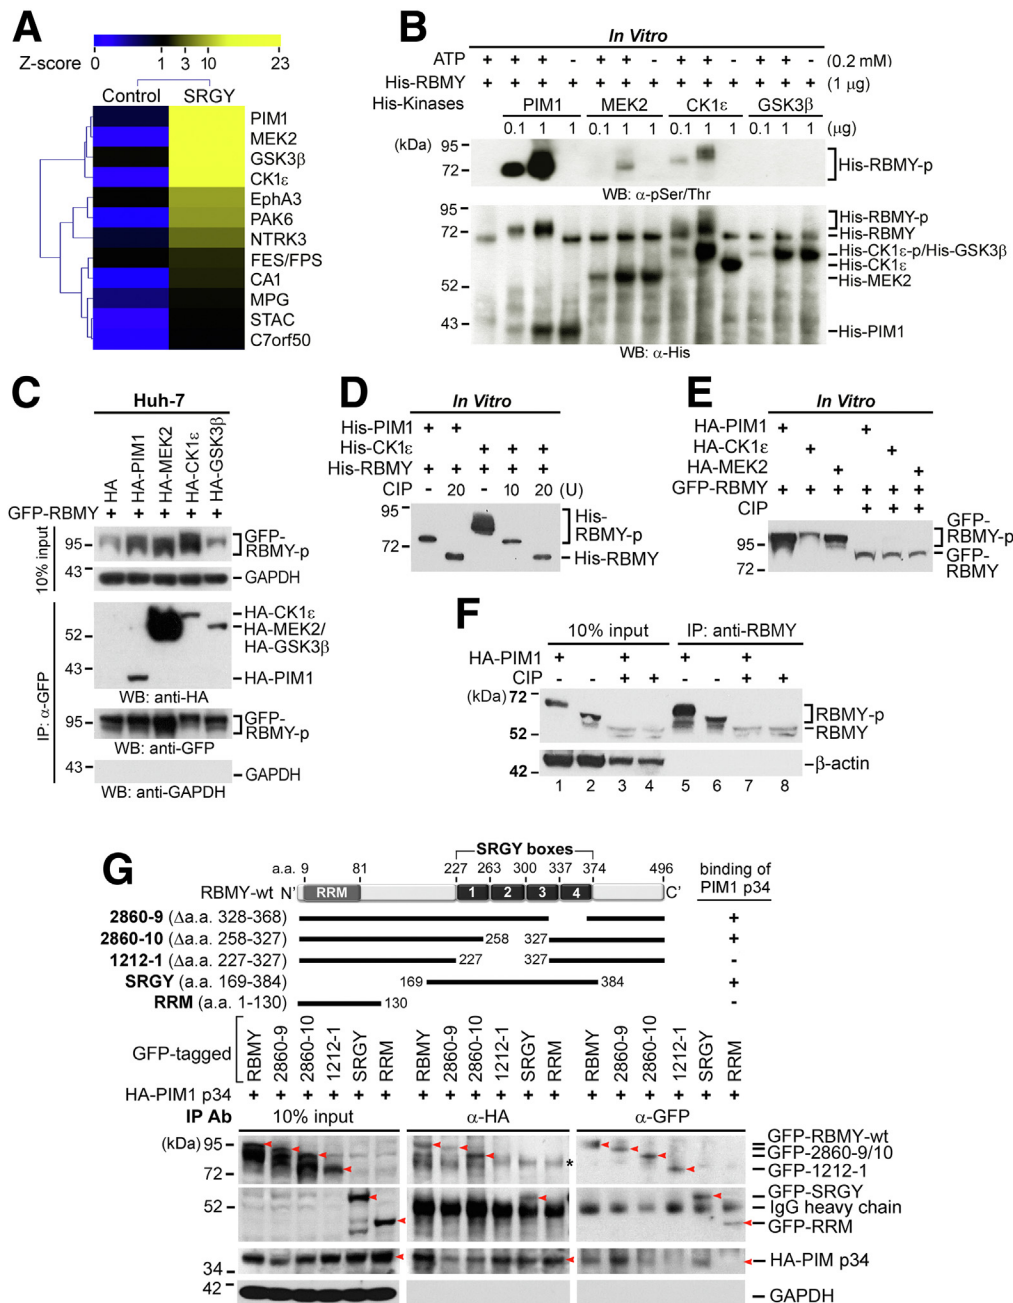 A
Z-score
0 1 3 10 23
Control SRGY
PIM1
MEK2
GSK3β
CK1ε
EphA3
PAK6
NTRK3
FES/FPS
CA1
MPG
STAC
C7orf50
B
In Vitro
ATP + + + - + + - + + - + + - (0.2 mM)
His-RBMY + + + + + + + + + + + + + (1 μg)
His-Kinases PIM1 MEK2 CK1ε GSK3β
0.1 1 1 0.1 1 1 0.1 1 1 0.1 1 1 (μg)
(kDa) 95
72
His-RBMY-p
WB: α-pSer/Thr
95
72
52
43
His-RBMY-p
His-RBMY
His-CK1ε-p/His-GSK3β
His-CK1ε
His-MEK2
His-PIM1
WB: α-His
C
Huh-7
HA
HA-PIM1
HA-MEK2
HA-CK1ε
HA-GSK3β
GFP-RBMY + + + + +
10% input
95
43
GFP-
RBMY-p
GAPDH
IP: α-GFP
52
43
HA-CK1ε
HA-MEK2/
HA-GSK3β
HA-PIM1
WB: anti-HA
95
GFP-
RBMY-p
WB: anti-GFP
43
GAPDH
WB: anti-GAPDH
D
In Vitro
His-PIM1 + +
His-CK1ε + + +
His-RBMY + + + + +
CIP - 20 - 10 20 (U)
95
72
His-
RBMY-p
His-RBMY
E
In Vitro
HA-PIM1 + +
HA-CK1ε + +
HA-MEK2 + +
GFP-RBMY + + + + + +
CIP + + +
95
72
GFP-
RBMY-p
GFP-
RBMY
F
10% input IP: anti-RBMY
HA-PIM1 + + + +
CIP - - + + - - + +
(kDa) 72
52
42
RBMY-p
RBMY
β-actin
1 2 3 4 5 6 7 8
G
SRGY boxes
a.a. 9 81 227 263 300 337 374 496
RBMY-wt N' RRM 1 2 3 4 C'
binding of
PIM1 p34
2860-9 (Δa.a. 328-368) +
2860-10 (Δa.a. 258-327) 258 327 +
1212-1 (Δa.a. 227-327) 227 327 -
SRGY (a.a. 169-384) 169 384 +
RRM (a.a. 1-130) 130 -
GFP-tagged
RBMY 2860-9 2860-10 1212-1 SRGY RRM RBMY 2860-9 2860-10 1212-1 SRGY RRM RBMY 2860-9 2860-10 1212-1 SRGY RRM
HA-PIM1 p34 + + + + + + + + + + + + + + + + + +
IP Ab 10% input α-HA α-GFP
(kDa) 95
72
52
34
42
*
GFP-RBMY-wt
GFP-2860-9/10
GFP-1212-1
GFP-SRGY
IgG heavy chain
GFP-RRM
HA-PIM p34
GAPDH